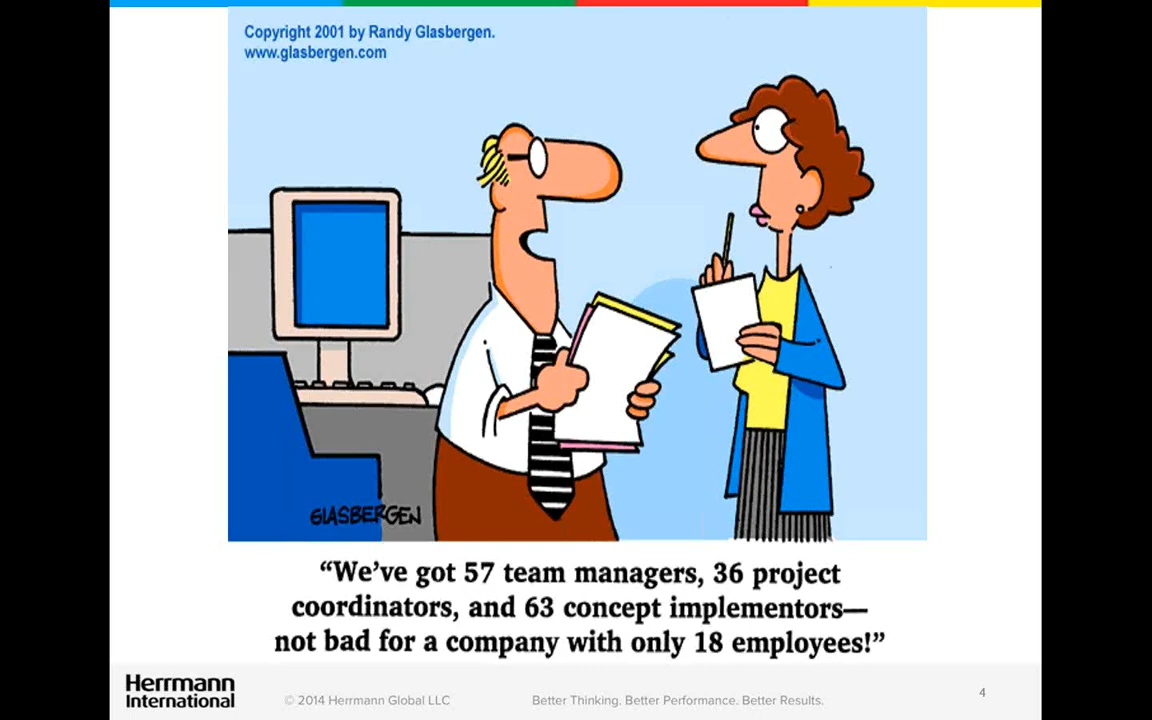 Copyright 2001 by Randy Glasbergen.
www.glasbergen.com
GLASBERGEN
“We’ve got 57 team managers, 36 project
coordinators, and 63 concept implementors—
not bad for a company with only 18 employees!”
Herrmann
International
© 2014 Herrmann Global LLC
Better Thinking. Better Performance. Better Results.
4